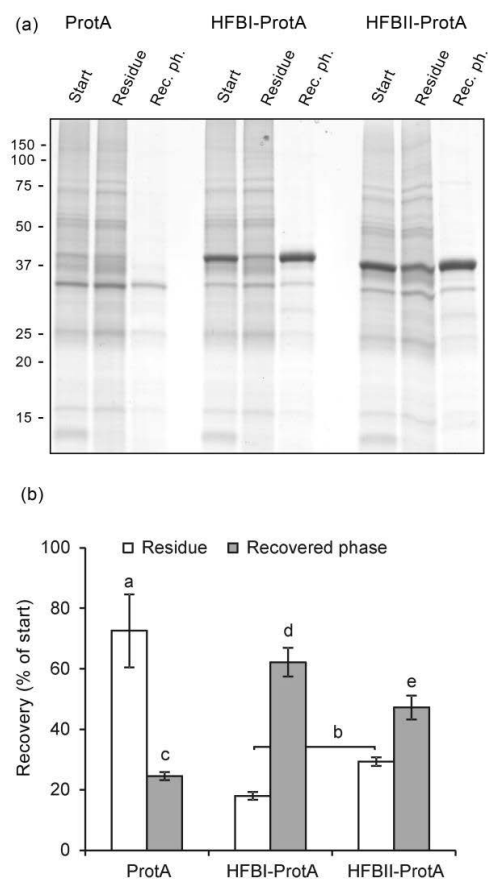 (a)
ProtA HFBI-ProtA HFBII-ProtA
Start Residue Rec. ph. Start Residue Rec. ph. Start Residue Rec. ph.
150 -
100 -
75 -
50 -
37 -
25 -
20 -
15 -
(b)
Residue Recovered phase
Recovery (% of start)
100
80
60
40
20
0
a
c
d
b
e
ProtA HFBI-ProtA HFBII-ProtA